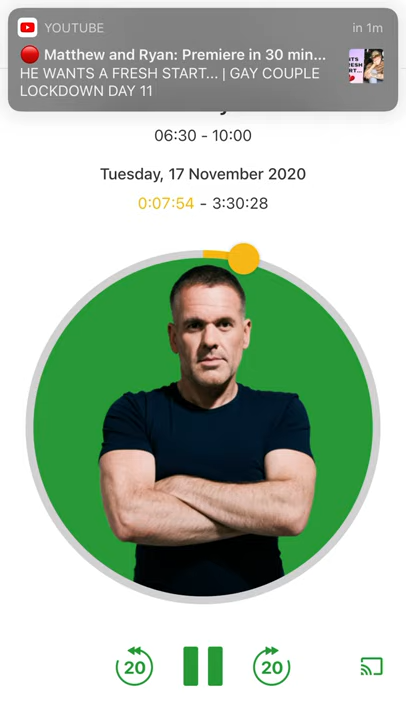 YOUTUBE
in 1m
🔴 Matthew and Ryan: Premiere in 30 min...
HE WANTS A FRESH START... | GAY COUPLE
LOCKDOWN DAY 11
06:30 - 10:00
Tuesday, 17 November 2020
0:07:54 - 3:30:28
20
20